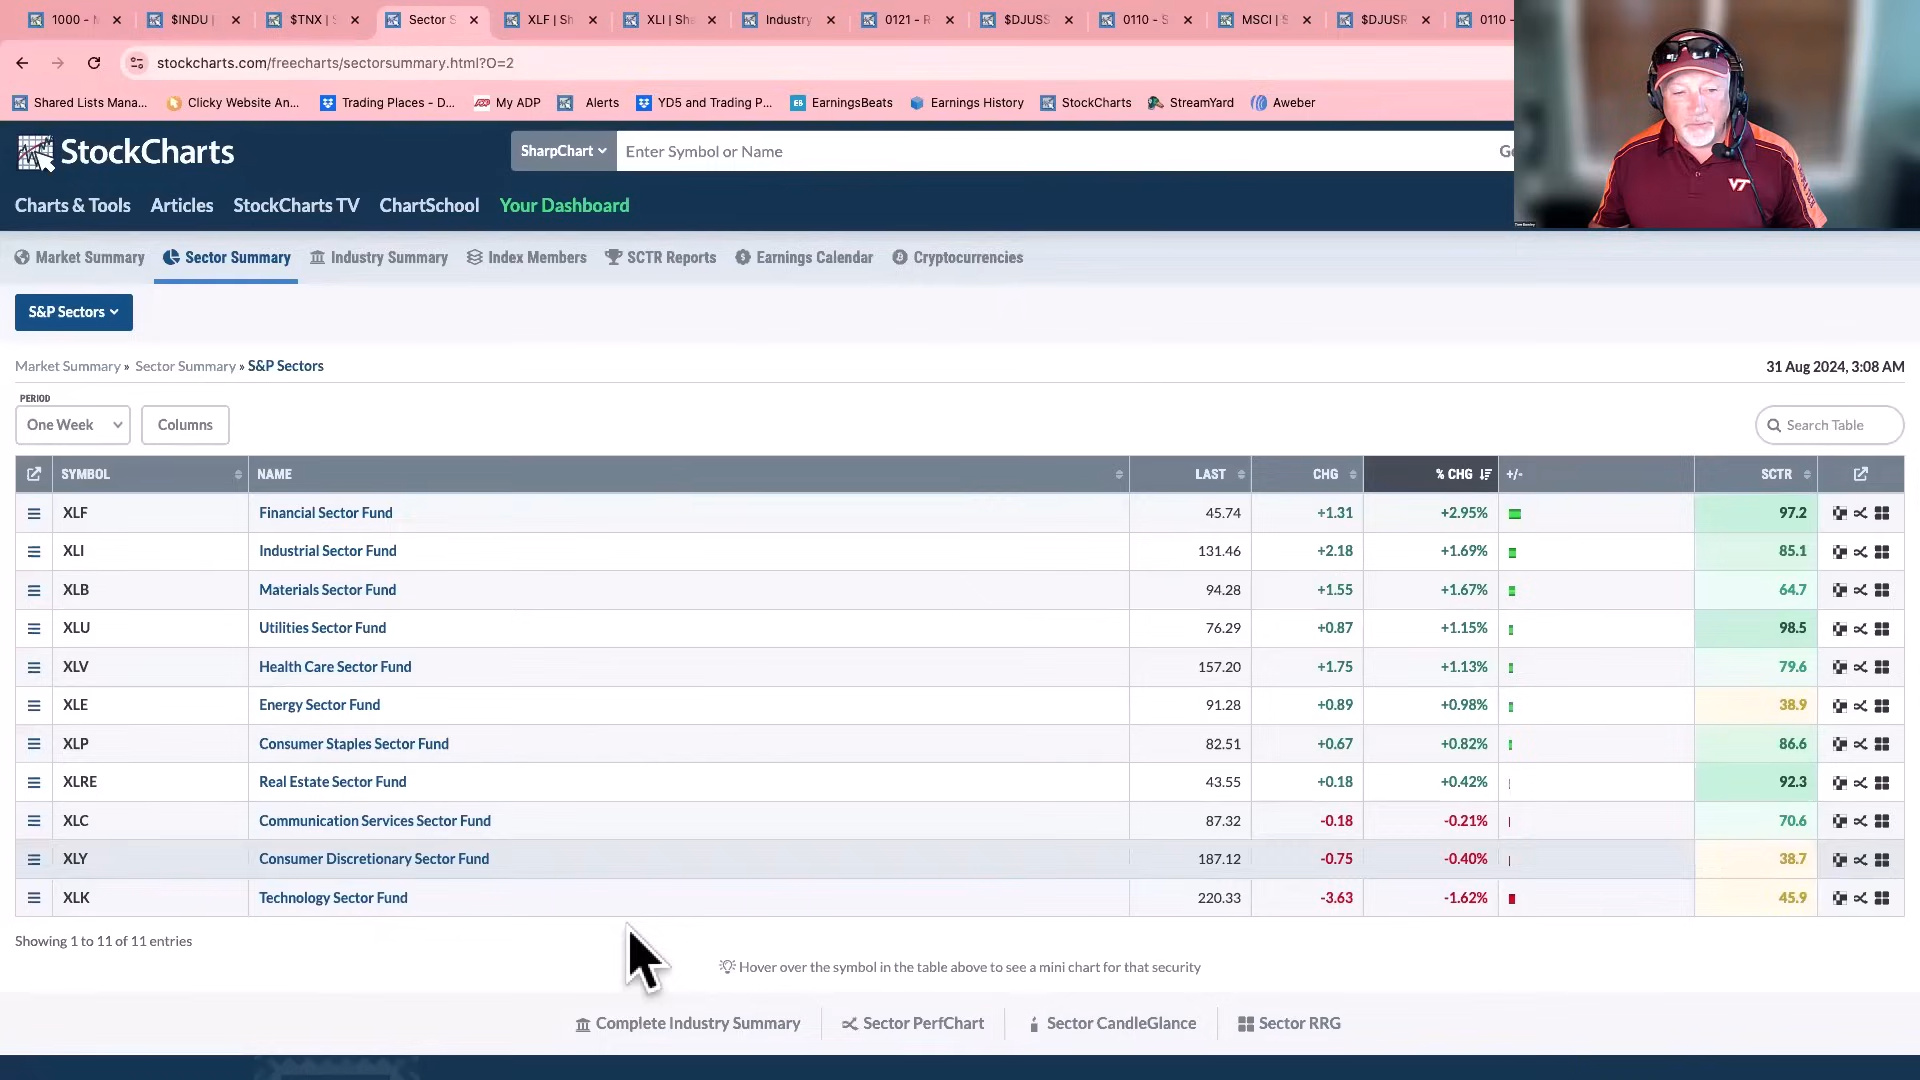 1000 - $INDU | $TNX | S Sector S XLF | Sh XLI | Sha Industry 0121 - R $DJUSS 0110 - S MSCI | S $DJUSR 0110 -
stockcharts.com/freecharts/sectorsummary.html?O=2
Shared Lists Mana... Clicky Website An... Trading Places - D... My ADP Alerts YD5 and Trading P... EarningsBeats Earnings History StockCharts StreamYard Aweber
StockCharts SharpChart Enter Symbol or Name
VT
Charts & Tools Articles StockCharts TV ChartSchool Your Dashboard
Market Summary Sector Summary Industry Summary Index Members SCTR Reports Earnings Calendar Cryptocurrencies
S&P Sectors
Market Summary » Sector Summary » S&P Sectors 31 Aug 2024, 3:08 AM
PERIOD
One Week Columns Search Table
SYMBOL NAME LAST CHG % CHG +/- SCTR
XLF Financial Sector Fund 45.74 +1.31 +2.95% 97.2
XLI Industrial Sector Fund 131.46 +2.18 +1.69% 85.1
XLB Materials Sector Fund 94.28 +1.55 +1.67% 64.7
XLU Utilities Sector Fund 76.29 +0.87 +1.15% 98.5
XLV Health Care Sector Fund 157.20 +1.75 +1.13% 79.6
XLE Energy Sector Fund 91.28 +0.89 +0.98% 38.9
XLP Consumer Staples Sector Fund 82.51 +0.67 +0.82% 86.6
XLRE Real Estate Sector Fund 43.55 +0.18 +0.42% 92.3
XLC Communication Services Sector Fund 87.32 -0.18 -0.21% 70.6
XLY Consumer Discretionary Sector Fund 187.12 -0.75 -0.40% 38.7
XLK Technology Sector Fund 220.33 -3.63 -1.62% 45.9
Showing 1 to 11 of 11 entries
Hover over the symbol in the table above to see a mini chart for that security
Complete Industry Summary Sector PerfChart Sector CandleGlance Sector RRG